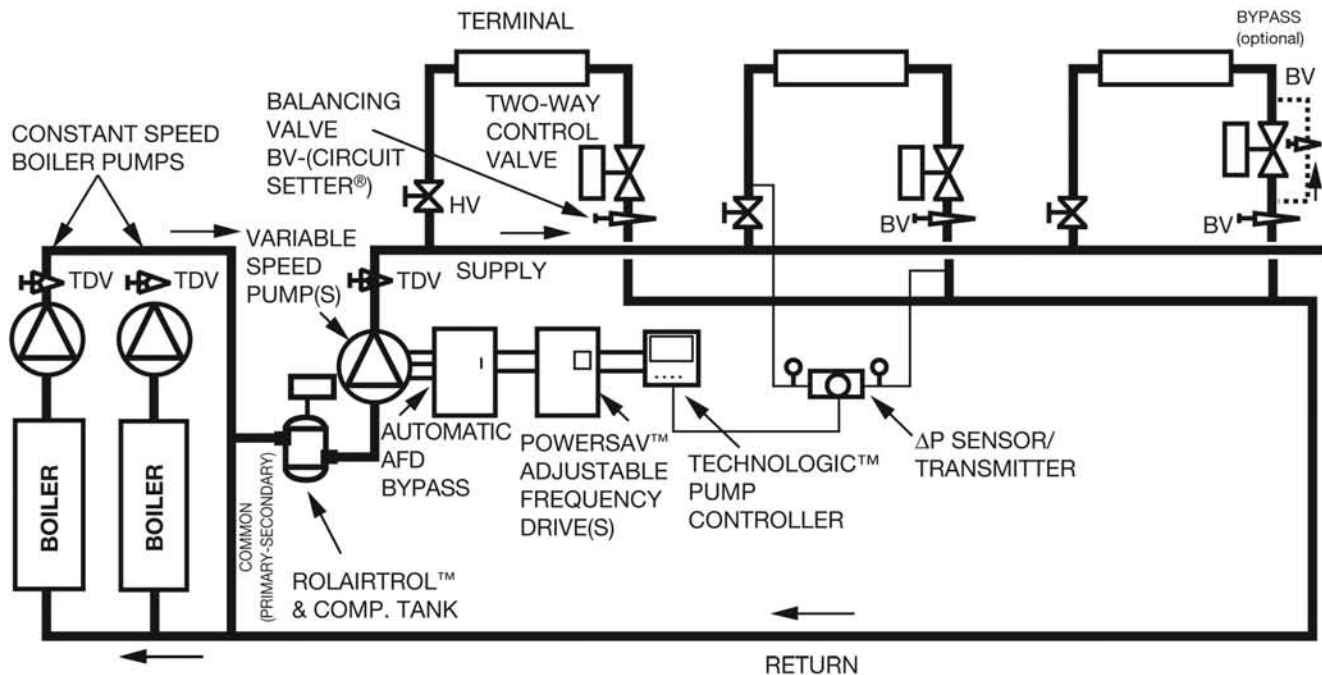 TERMINAL
BYPASS
(optional)
BV
CONSTANT SPEED
BOILER PUMPS
BALANCING
VALVE
BV-(CIRCUIT
SETTER®)
TWO-WAY
CONTROL
VALVE
HV
BV
BV
VARIABLE
SPEED
PUMP(S)
TDV
TDV
TDV
SUPPLY
AUTOMATIC
AFD
BYPASS
POWERSAV™
ADJUSTABLE
FREQUENCY
DRIVE(S)
TECHNOLOGIC™
PUMP
CONTROLLER
ΔP SENSOR/
TRANSMITTER
BOILER
BOILER
COMMON
(PRIMARY-SECONDARY)
ROLAIRTROL™
& COMP. TANK
RETURN